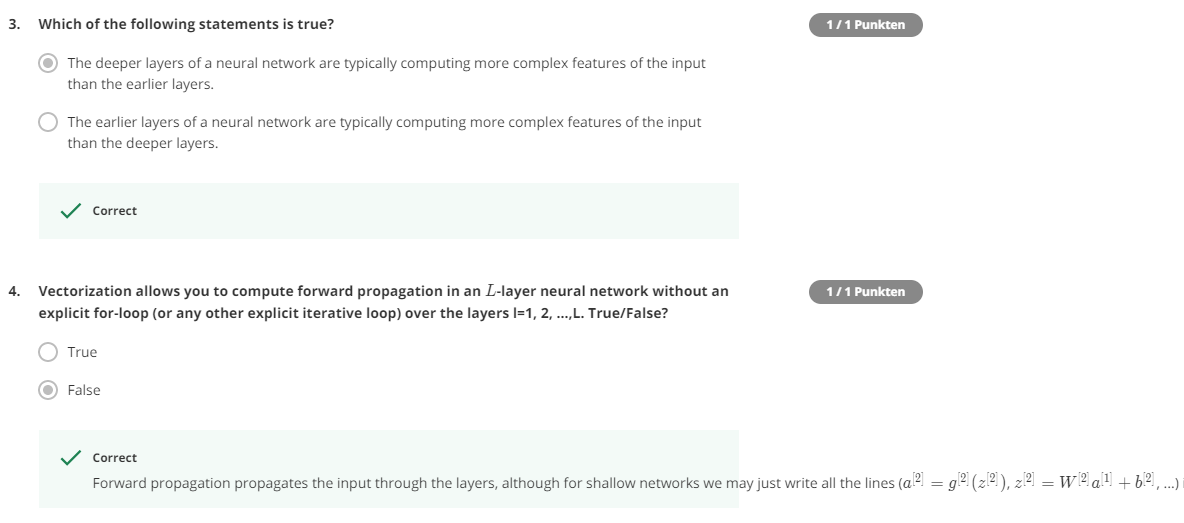 3. Which of the following statements is true?
1 / 1 Punkten
The deeper layers of a neural network are typically computing more complex features of the input
than the earlier layers.
The earlier layers of a neural network are typically computing more complex features of the input
than the deeper layers.
Correct
4. Vectorization allows you to compute forward propagation in an L-layer neural network without an
explicit for-loop (or any other explicit iterative loop) over the layers l=1, 2, …,L. True/False?
1 / 1 Punkten
True
False
Correct
Forward propagation propagates the input through the layers, although for shallow networks we may just write all the lines (a^[2] = g^[2](z^[2]), z^[2] = W^[2]a^[1] + b^[2], ...)